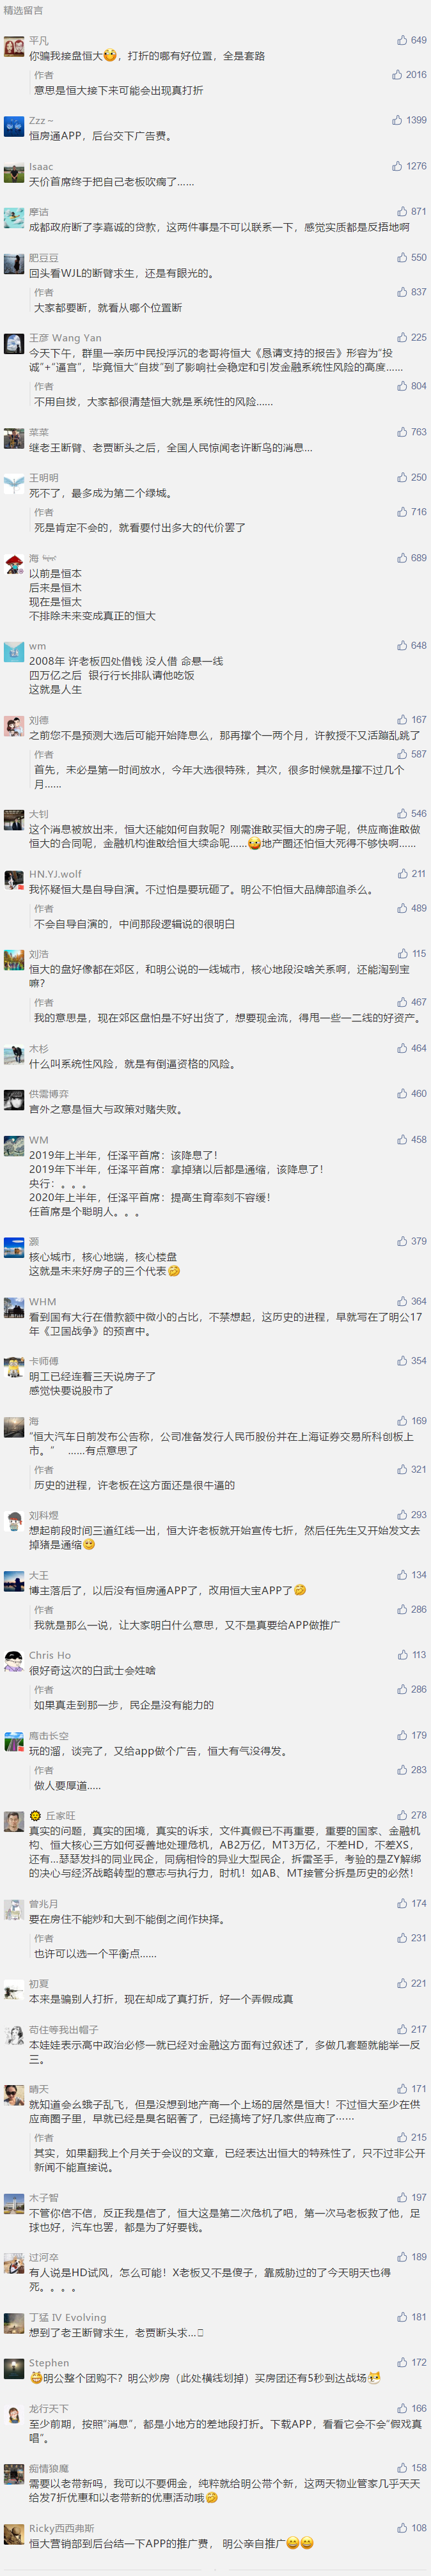 精选留言
平凡 649
你骗我接盘恒大，打折的哪有好位置，全是套路
作者 2016
意思是恒大接下来可能会出现真打折
Zzz~ 1399
恒房通APP，后台交下广告费。
Isaac 1276
天价首席终于把自己老板吹瘸了……
摩诘 871
成都政府断了李嘉诚的贷款，这两件事是不可以联系一下，感觉实质都是反捂地啊
肥豆豆 550
回头看WJL的断臂求生，还是有眼光的。
作者 837
大家都要断，就看从哪个位置断
王彦 Wang Yan 225
今天下午，群里一亲历中民投浮沉的老哥将恒大《恳请支持的报告》形容为“投
诚”+“逼宫”，毕竟恒大“自拔”到了影响社会稳定和引发金融系统性风险的高度……
作者 804
不用自拔，大家都很清楚恒大就是系统性的风险……
菜菜 763
继老王断臂、老贾断头之后，全国人民惊闻老许断鸟的消息...
王明明 250
死不了，最多成为第二个绿城。
作者 716
死是肯定不会的，就看要付出多大的代价罢了
海 689
以前是恒本
后来是恒木
现在是恒太
不排除未来变成真正的恒大
wm 648
2008年 许老板四处借钱 没人借 命悬一线
四万亿之后 银行行长排队请他吃饭
这就是人生
刘德 167
之前您不是预测大选后可能开始降息么，那再撑个一两个月，许教授不又活蹦乱跳了
作者 587
首先，未必是第一时间放水，今年大选很特殊，其次，很多时候就是撑不过几个
月……
大钊 546
这个消息被放出来，恒大还能如何自救呢？刚需谁敢买恒大的房子呢，供应商谁敢做
恒大的合同呢，金融机构谁敢给恒大续命呢……地产圈还怕恒大死得不够快啊……
HN.YJ.wolf 211
我怀疑恒大是自导自演。不过怕是要玩砸了。明公不怕恒大品牌部追杀么。
作者 489
不会自导自演的，中间那段逻辑说的很明白
刘浩 115
恒大的盘好像都在郊区，和明公说的一线城市，核心地段没啥关系啊，还能淘到宝
嘛？
作者 467
我的意思是，现在郊区盘怕是不好出货了，想要现金流，得甩一些一二线的好资产。
木杉 464
什么叫系统性风险，就是有倒逼资格的风险。
供需博弈 460
言外之意是恒大与政策对赌失败。
WM 458
2019年上半年，任泽平首席：该降息了！
2019年下半年，任泽平首席：拿掉猪以后都是通缩，该降息了！
央行：。。。
2020年上半年，任泽平首席：提高生育率刻不容缓！
任首席是个聪明人。。。
灏 379
核心城市，核心地端，核心楼盘
这就是未来好房子的三个代表
WHM 364
看到国有大行在借款额中微小的占比，不禁想起，这历史的进程，早就写在了明公17
年《卫国战争》的预言中。
卡师傅 354
明工已经连着三天说房子了
感觉快要说股市了
海 169
“恒大汽车日前发布公告称，公司准备发行人民币股份并在上海证券交易所科创板上
市。” ……有点意思了
作者 321
历史的进程，许老板在这方面还是很牛逼的
刘科煜 293
想起前段时间三道红线一出，恒大许老板就开始宣传七折，然后任先生又开始发文去
掉猪是通缩
大王 134
博主落后了，以后没有恒房通APP了，改用恒大宝APP了
作者 286
我就是那么一说，让大家明白什么意思，又不是真要给APP做推广
Chris Ho 113
很好奇这次的白武士会姓啥
作者 286
如果真走到那一步，民企是没有能力的
鹰击长空 179
玩的溜，谈完了，又给app做个广告，恒大有气没得发。
作者 283
做人要厚道.....
丘家旺 278
真实的问题，真实的困境，真实的诉求，文件真假已不再重要，重要的国家、金融机
构、恒大核心三方如何妥善地处理危机，AB2万亿，MT3万亿，不差HD，不差XS，
还有...瑟瑟发抖的同业民企，同病相怜的异业大型民企，拆雷圣手，考验的是ZY解绑
的决心与经济战略转型的意志与执行力，时机！如AB、MT接管分拆是历史的必然！
曾兆月 174
要在房住不能炒和大到不能倒之间作抉择。
作者 231
也许可以选一个平衡点……
初夏 221
本来是骗别人打折，现在却成了真打折，好一个弄假成真
苟住等我出帽子 217
本娃娃表示高中政治必修一就已经对金融这方面有过叙述了，多做几套题就能举一反
三。
晴天 171
就知道会幺蛾子乱飞，但是没想到地产商一个上场的居然是恒大！不过恒大至少在供
应商圈子里，早就已经是臭名昭著了，已经搞垮了好几家供应商了……
作者 215
其实，如果翻我上个月关于会议的文章，已经表达出恒大的特殊性了，只不过非公开
新闻不能直接说。
木子智 197
不管你信不信，反正我是信了，恒大这是第二次危机了吧，第一次马老板救了他，足
球也好，汽车也罢，都是为了好要钱。
过河卒 189
有人说是HD试风，怎么可能！X老板又不是傻子，靠威胁过的了今天明天也得
死。。。。
丁猛 IV Evolving 181
想到了老王断臂求生，老贾断头求...
Stephen 172
明公整个团购不？明公炒房（此处横线划掉）买房团还有5秒到达战场
龙行天下 166
至少前期，按照“消息”，都是小地方的差地段打折。下载APP，看看它会不会“假戏真
唱”。
痴情狼魔 158
需要以老带新吗，我可以不要佣金，纯粹就给明公带个新，这两天物业管家几乎天天
给发7折优惠和以老带新的优惠活动哦
Ricky西西弗斯 108
恒大营销部到后台结一下APP的推广费，明公亲自推广